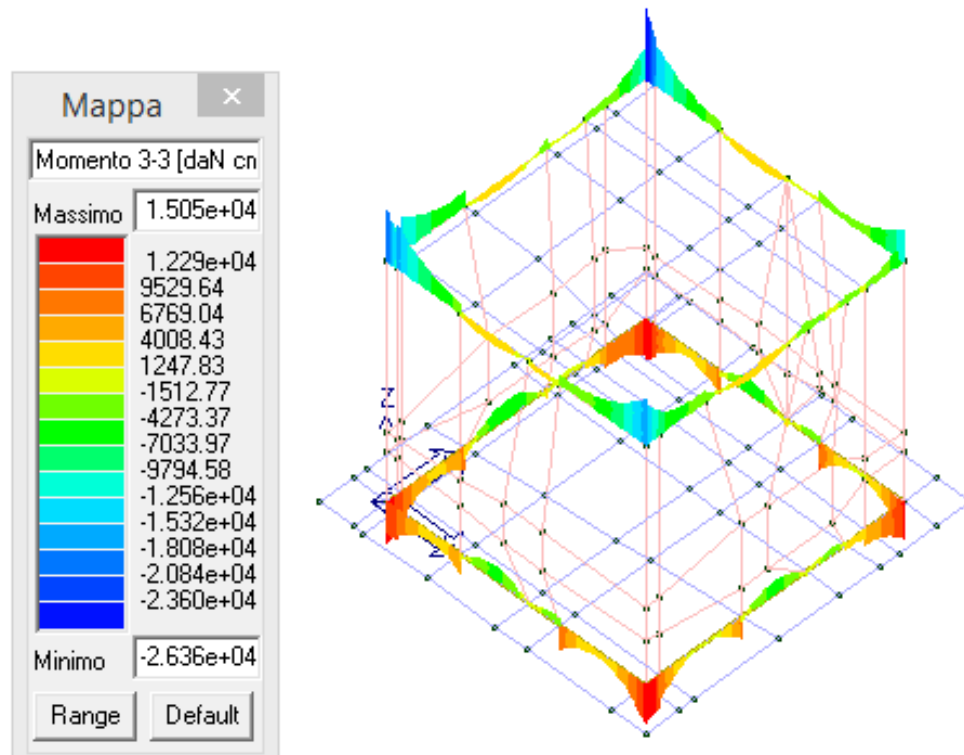 Mappa
Momento 3-3 [daN cn
Massimo 1.505e+04
1.229e+04
9529.64
6769.04
4008.43
1247.83
-1512.77
-4273.37
-7033.97
-9794.58
-1.256e+04
-1.532e+04
-1.808e+04
-2.084e+04
-2.360e+04
Minimo -2.636e+04
Range Default
Z